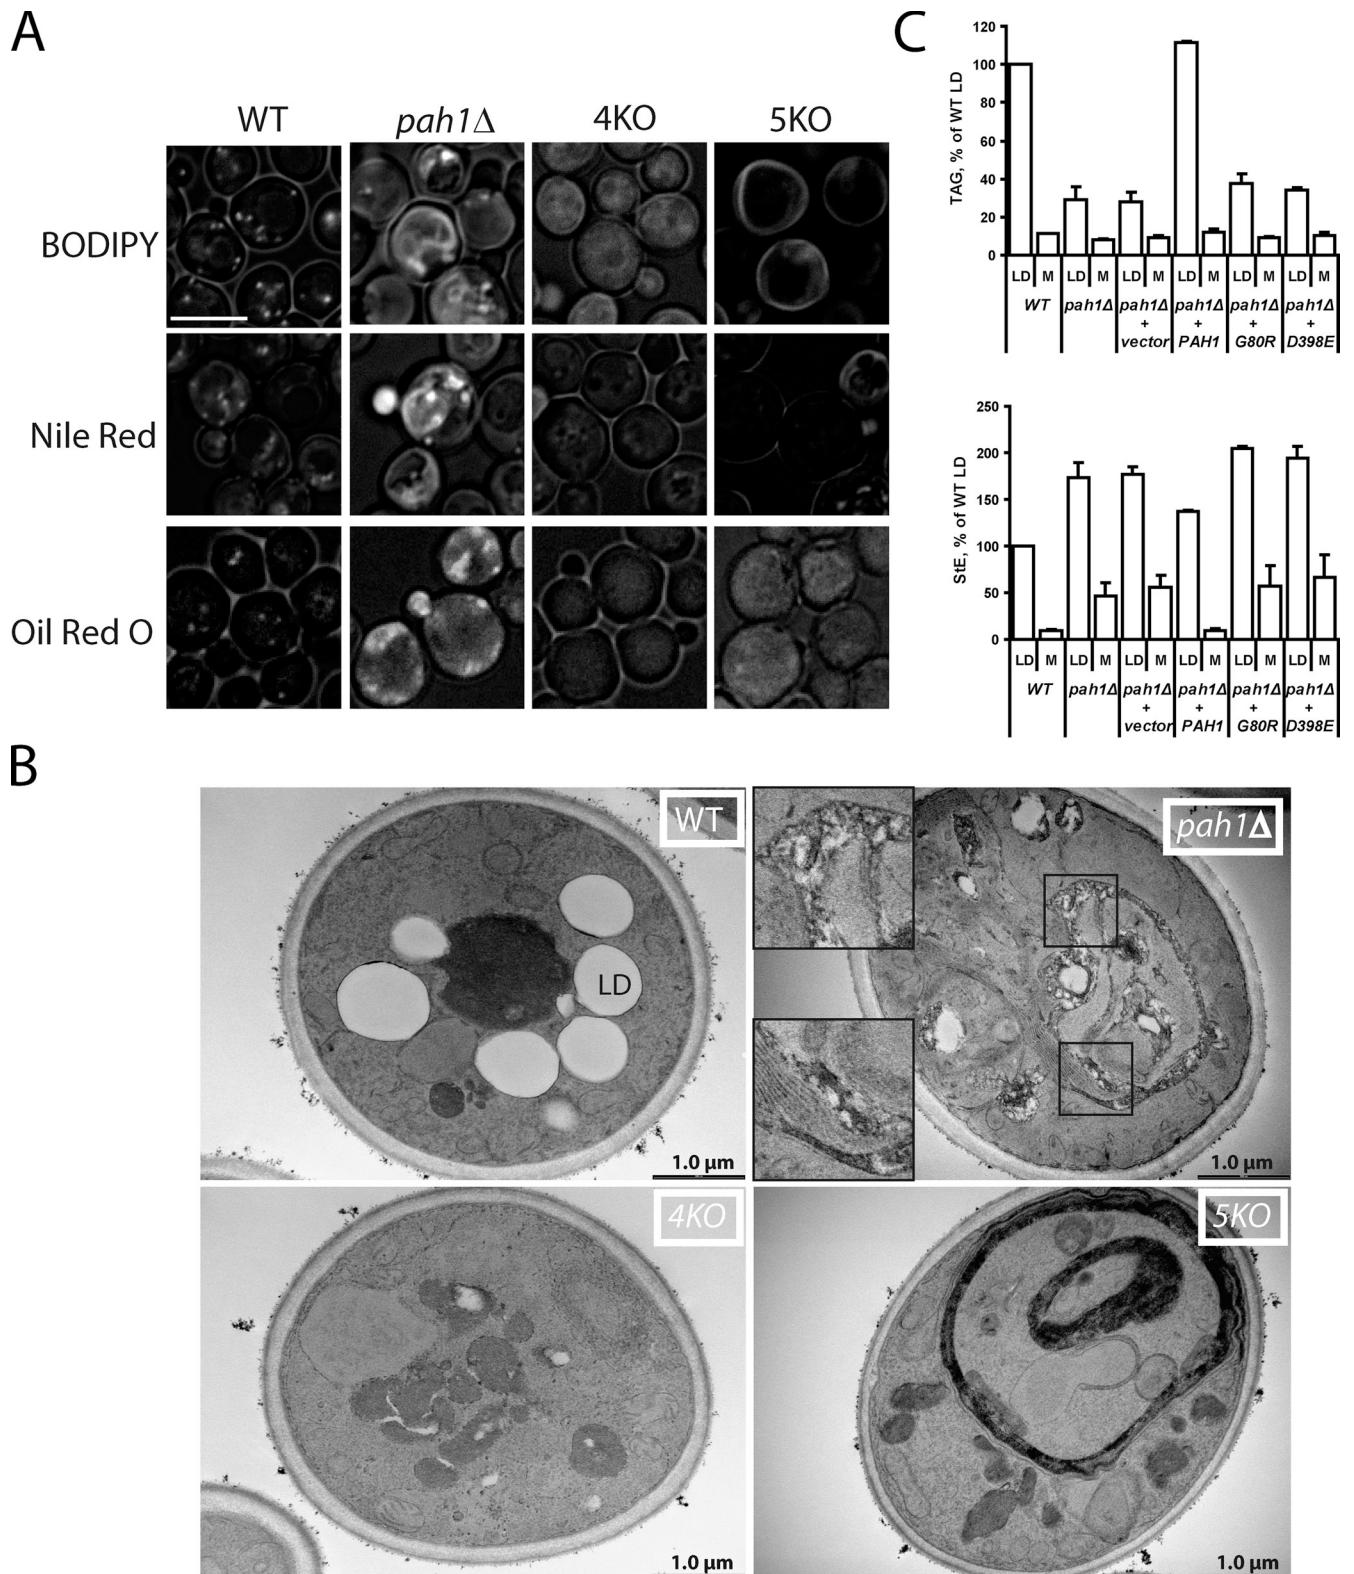 A
WT pah1Δ 4KO 5KO
BODIPY
Nile Red
Oil Red O
C
120
100
80
60
40
20
0
TAG, % of WT LD
LD M LD M LD M LD M LD M LD M
WT pah1Δ pah1Δ pah1Δ pah1Δ pah1Δ
+ + + +
vector PAH1 G80R D398E
250
200
150
100
50
0
StE, % of WT LD
LD M LD M LD M LD M LD M LD M
WT pah1Δ pah1Δ pah1Δ pah1Δ pah1Δ
+ + + +
vector PAH1 G80R D398E
B
WT
LD
1.0 µm
pah1Δ
1.0 µm
4KO
1.0 µm
5KO
1.0 µm